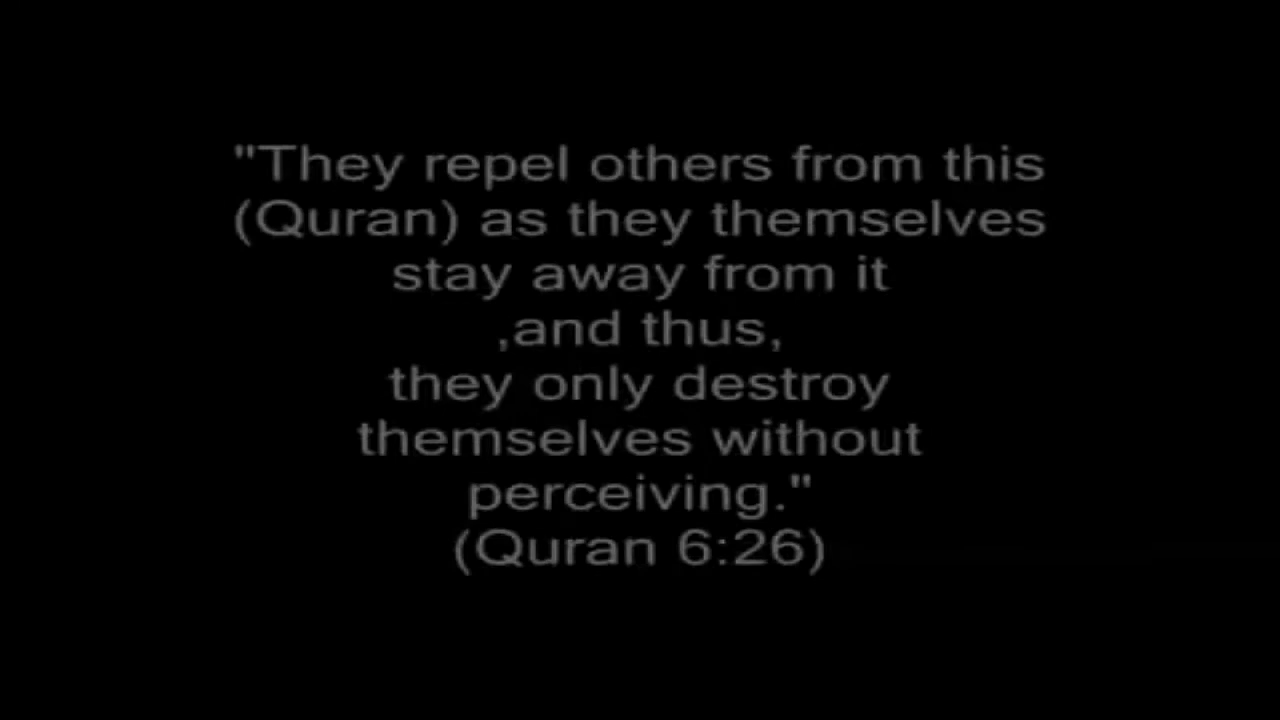 "They repel others from this
(Quran) as they themselves
stay away from it
,and thus,
they only destroy
themselves without
perceiving."
(Quran 6:26)